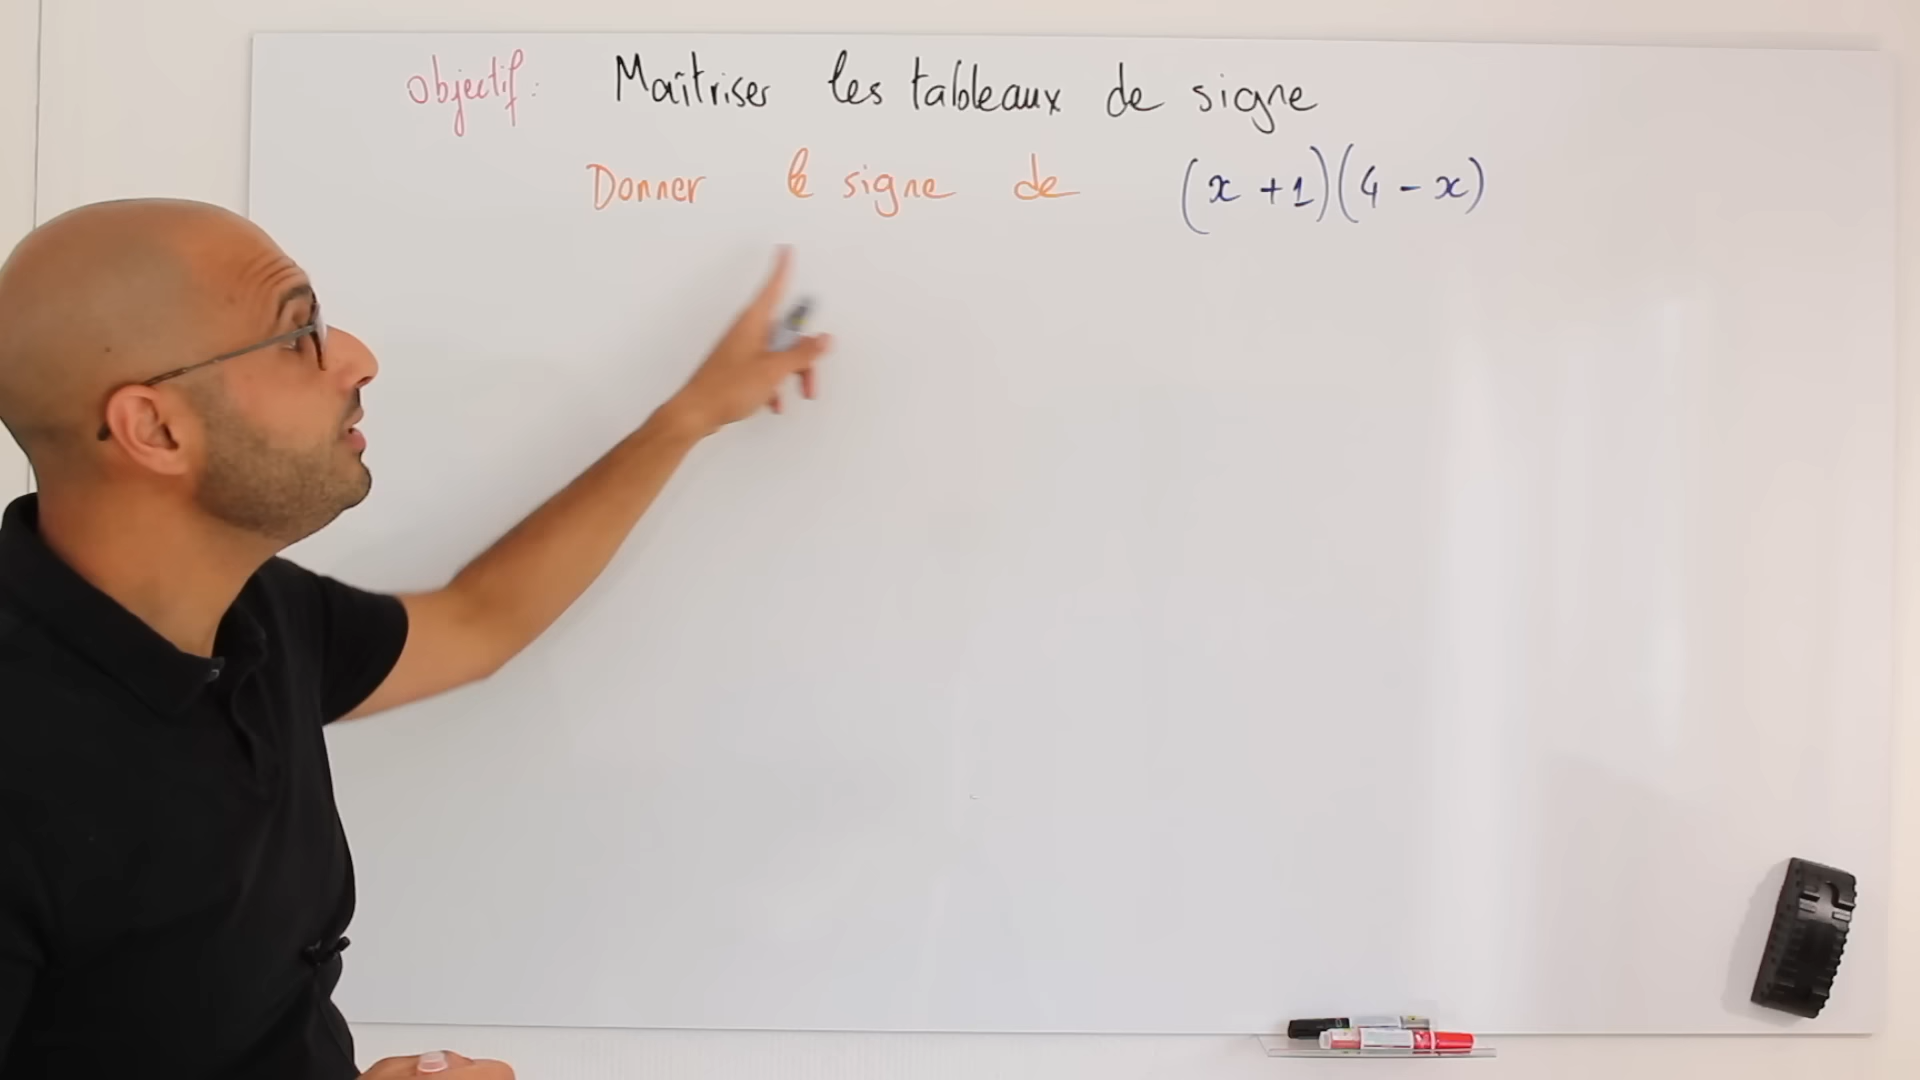 Objectif: Maîtriser les tableaux de signe
Donner le signe de (x + 1)(4 - x)